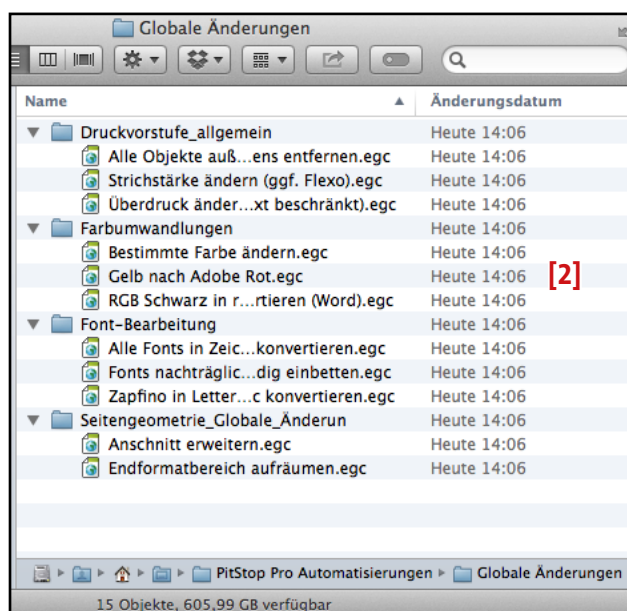 Globale Änderungen
Name Änderungsdatum
Druckvorstufe_allgemein Heute 14:06
Alle Objekte auß...ens entfernen.egc Heute 14:06
Strichstärke ändern (ggf. Flexo).egc Heute 14:06
Überdruck änder...xt beschränkt).egc Heute 14:06
Farbumwandlungen Heute 14:06
Bestimmte Farbe ändern.egc Heute 14:06
Gelb nach Adobe Rot.egc Heute 14:06 [2]
RGB Schwarz in r...rtieren (Word).egc Heute 14:06
Font-Bearbeitung Heute 14:06
Alle Fonts in Zeic...konvertieren.egc Heute 14:06
Fonts nachträglic...dig einbetten.egc Heute 14:06
Zapfino in Letter...c konvertieren.egc Heute 14:06
Seitengeometrie_Globale_Änderun Heute 14:06
Anschnitt erweitern.egc Heute 14:06
Endformatbereich aufräumen.egc Heute 14:06
PitStop Pro Automatisierungen Globale Änderungen
15 Objekte, 605,99 GB verfügbar